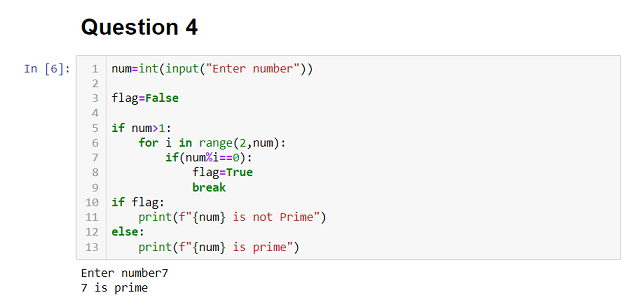 Question 4
In [6]:
1 num=int(input("Enter number"))
2
3 flag=False
4
5 if num>1:
6     for i in range(2,num):
7         if(num%i==0):
8             flag=True
9             break
10 if flag:
11     print(f"{num} is not Prime")
12 else:
13     print(f"{num} is prime")
Enter number7
7 is prime